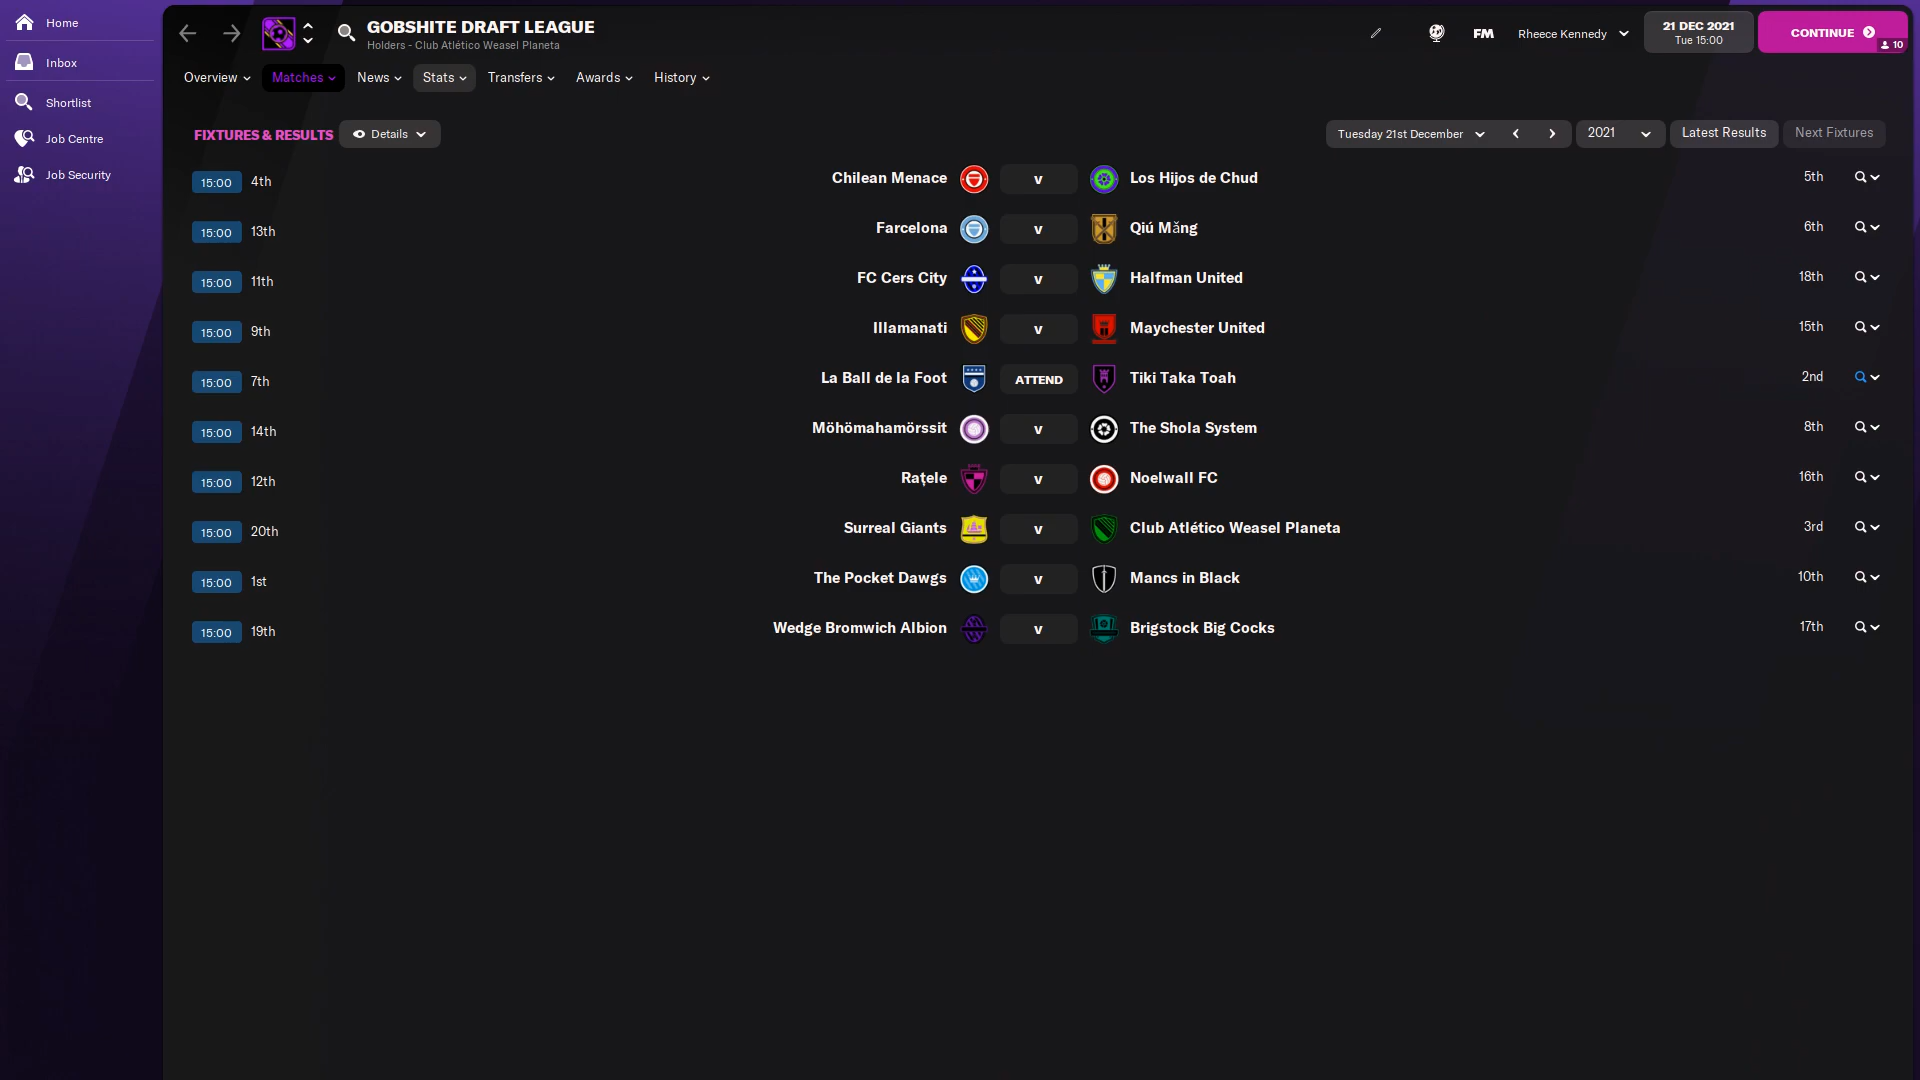 Home
Inbox
Shortlist
Job Centre
Job Security
GOBSHITE DRAFT LEAGUE
Holders - Club Atlético Weasel Planeta
FM
Rheece Kennedy
21 DEC 2021
Tue 15:00
CONTINUE
10
Overview
Matches
News
Stats
Transfers
Awards
History
FIXTURES & RESULTS
Details
Tuesday 21st December
2021
Latest Results
Next Fixtures
15:00 4th Chilean Menace v Los Hijos de Chud 5th
15:00 13th Farcelona v Qiú Mǎng 6th
15:00 11th FC Cers City v Halfman United 18th
15:00 9th Illamanati v Maychester United 15th
15:00 7th La Ball de la Foot ATTEND Tiki Taka Toah 2nd
15:00 14th Möhömahamörssit v The Shola System 8th
15:00 12th Rațele v Noelwall FC 16th
15:00 20th Surreal Giants v Club Atlético Weasel Planeta 3rd
15:00 1st The Pocket Dawgs v Mancs in Black 10th
15:00 19th Wedge Bromwich Albion v Brigstock Big Cocks 17th